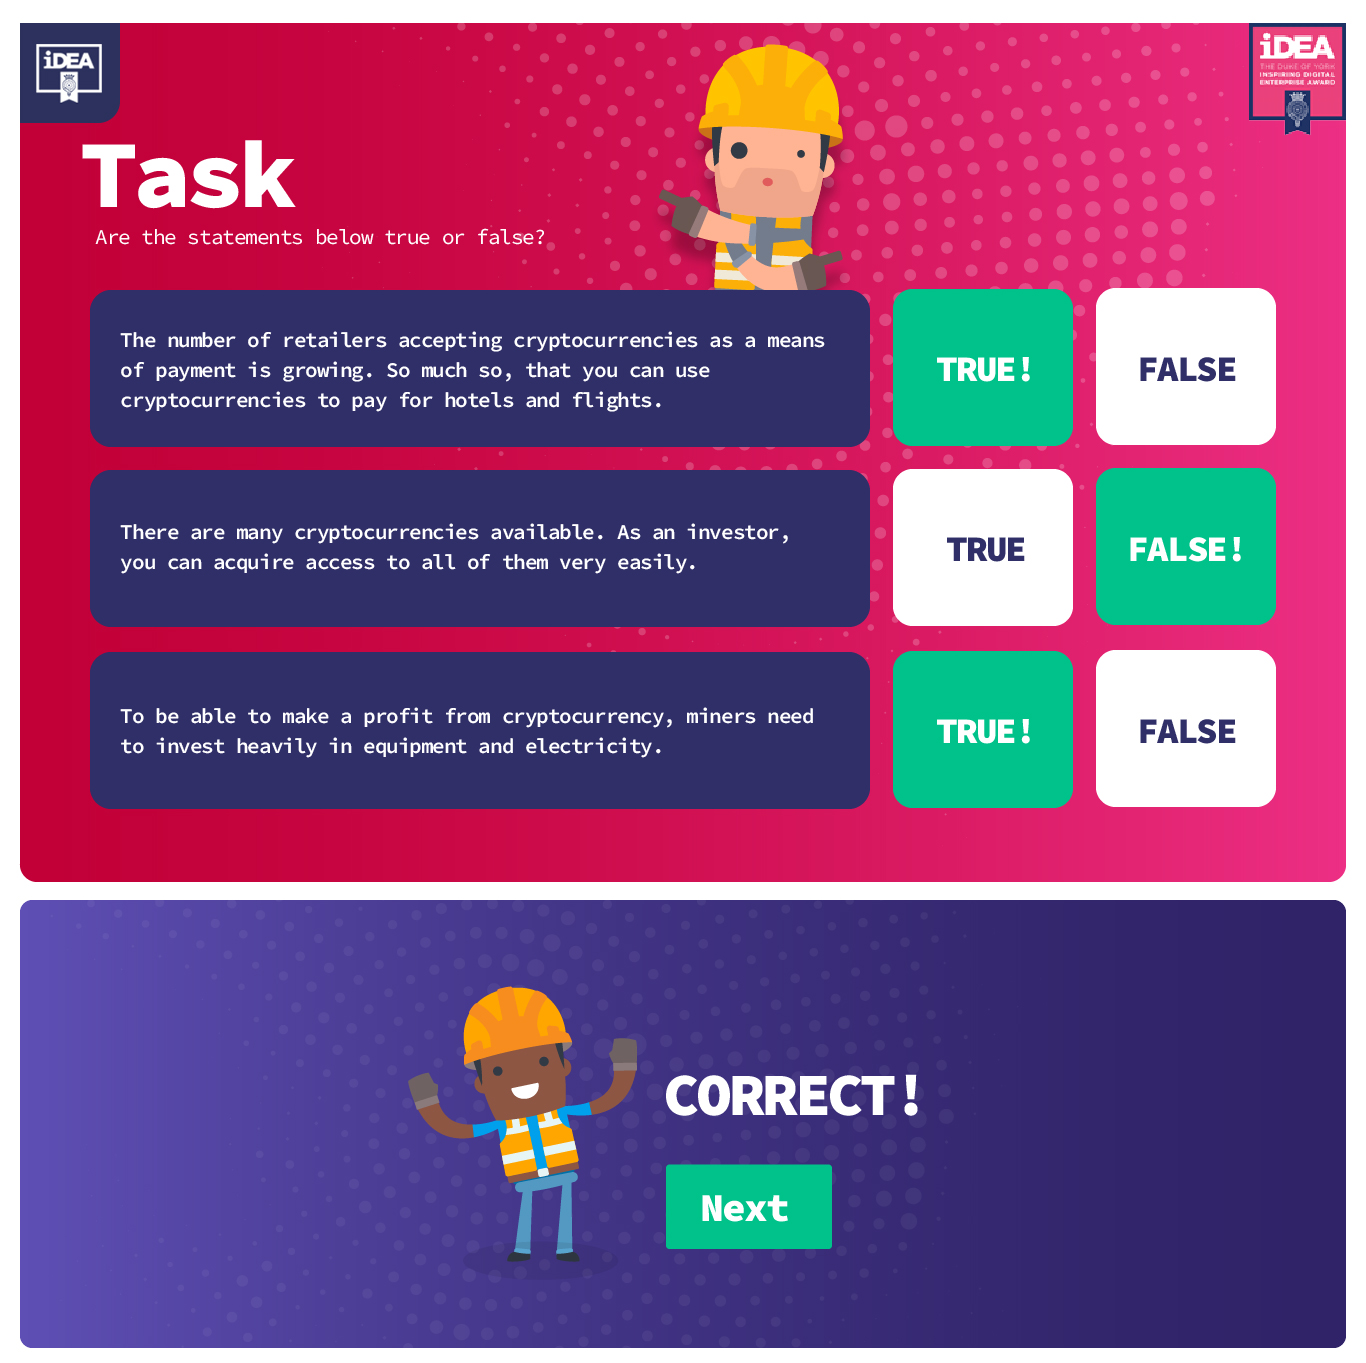 iDEA
iDEA
THE DUKE OF YORK
INSPIRING DIGITAL
ENTERPRISE AWARD
Task
Are the statements below true or false?
The number of retailers accepting cryptocurrencies as a means
of payment is growing. So much so, that you can use
cryptocurrencies to pay for hotels and flights.
TRUE!
FALSE
There are many cryptocurrencies available. As an investor,
you can acquire access to all of them very easily.
TRUE
FALSE!
To be able to make a profit from cryptocurrency, miners need
to invest heavily in equipment and electricity.
TRUE!
FALSE
CORRECT!
Next